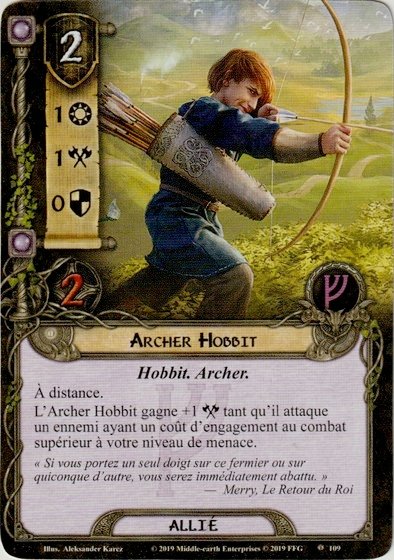 2
1
1
0
2
ARCHER HOBBIT
Hobbit. Archer.
À distance.
L'Archer Hobbit gagne +1 tant qu'il attaque
un ennemi ayant un coût d'engagement au combat
supérieur à votre niveau de menace.
« Si vous portez un seul doigt sur ce fermier ou sur
quiconque d'autre, vous serez immédiatement abattu. »
— Merry, Le Retour du Roi
ALLIÉ
Illus. Aleksander Karcz © 2019 Middle-earth Enterprises © 2019 FFG 109